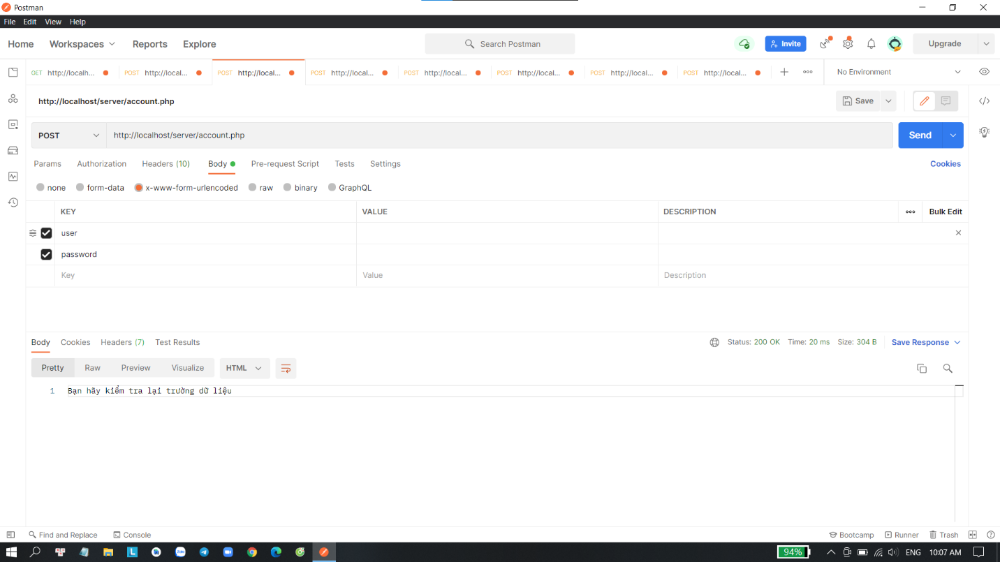 Postman
File Edit View Help
Home Workspaces Reports Explore Search Postman Invite Upgrade
GET http://localh... POST http://local... POST http://local... POST http://local... POST http://local... POST http://local... POST http://local... POST http://local... No Environment
http://localhost/server/account.php Save
POST http://localhost/server/account.php Send
Params Authorization Headers (10) Body Pre-request Script Tests Settings Cookies
none form-data x-www-form-urlencoded raw binary GraphQL
KEY VALUE DESCRIPTION Bulk Edit
user
password
Key Value Description
Body Cookies Headers (7) Test Results Status: 200 OK Time: 20 ms Size: 304 B Save Response
Pretty Raw Preview Visualize HTML
1 Bạn hãy kiểm tra lại trường dữ liệu
Find and Replace Console Bootcamp Runner Trash
L Zalo 94% ENG 10:07 AM